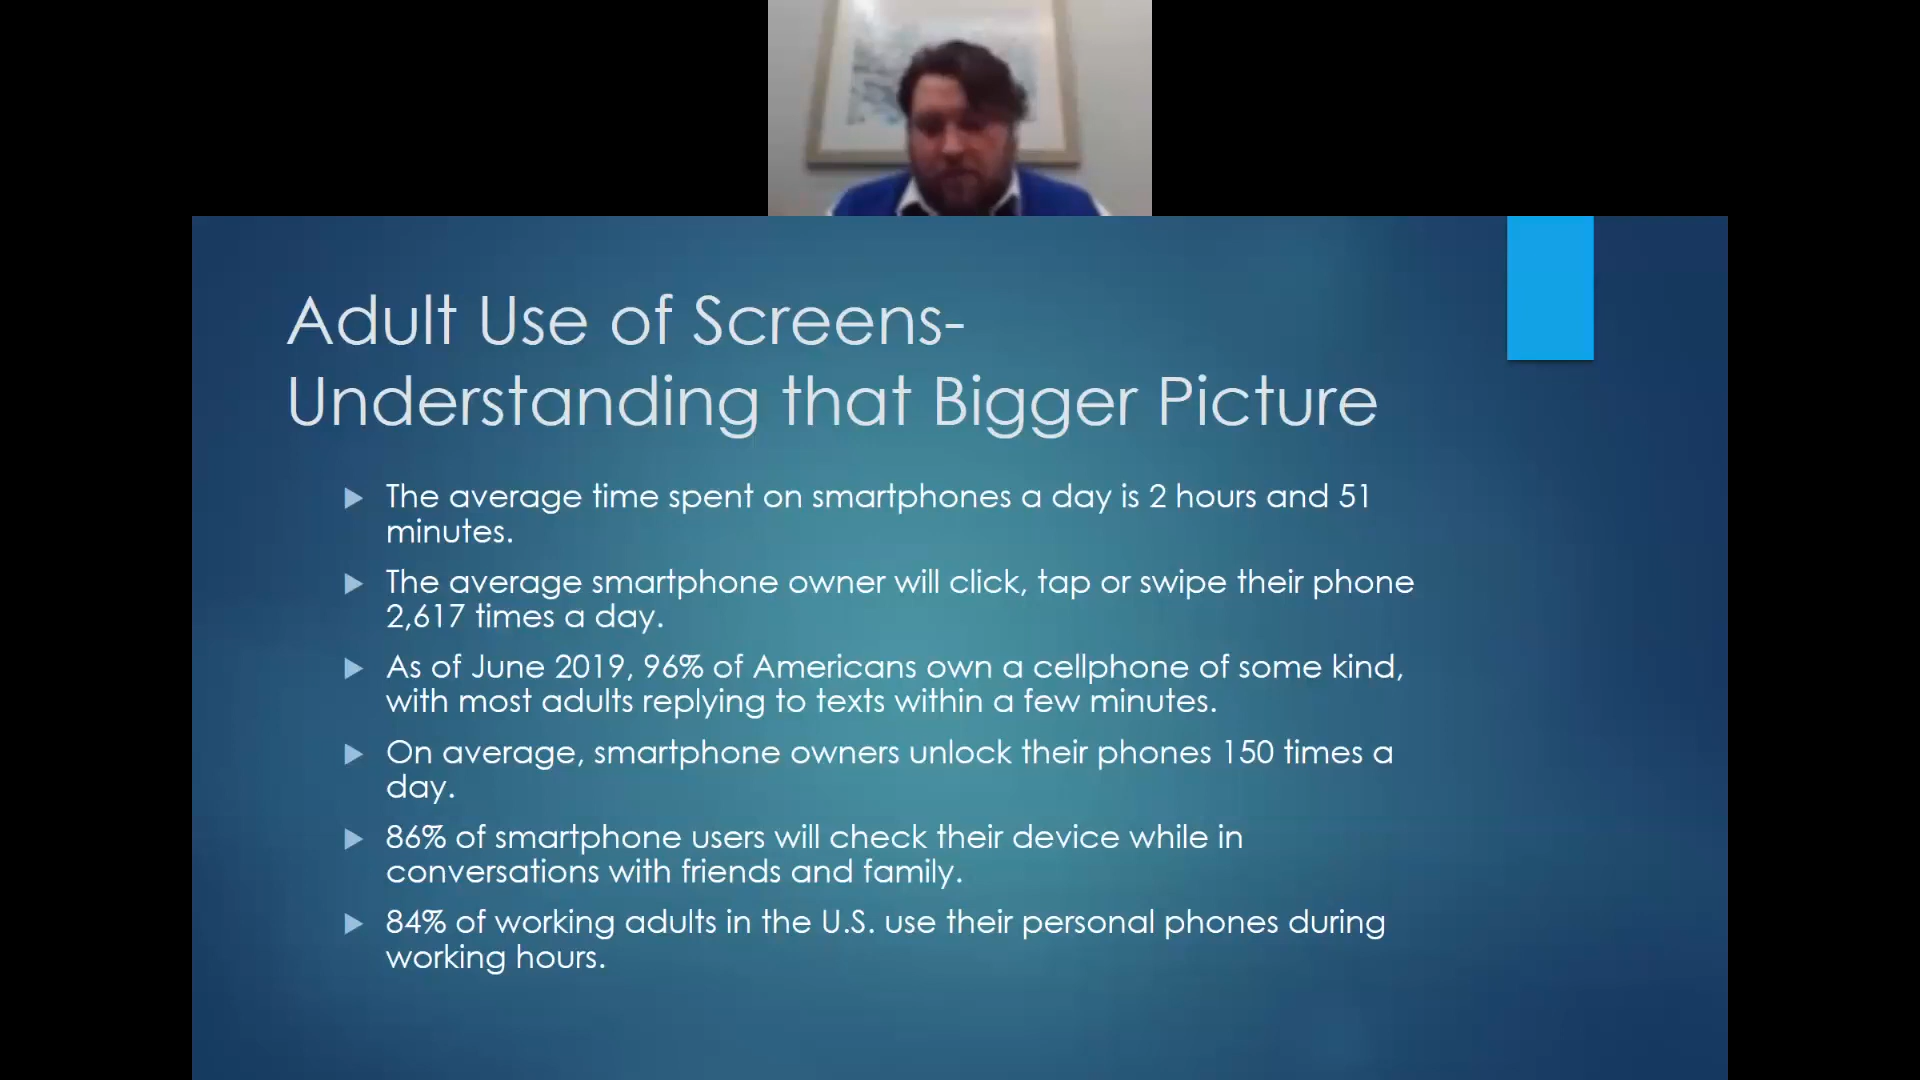 Adult Use of Screens-
Understanding that Bigger Picture
The average time spent on smartphones a day is 2 hours and 51
minutes.
The average smartphone owner will click, tap or swipe their phone
2,617 times a day.
As of June 2019, 96% of Americans own a cellphone of some kind,
with most adults replying to texts within a few minutes.
On average, smartphone owners unlock their phones 150 times a
day.
86% of smartphone users will check their device while in
conversations with friends and family.
84% of working adults in the U.S. use their personal phones during
working hours.